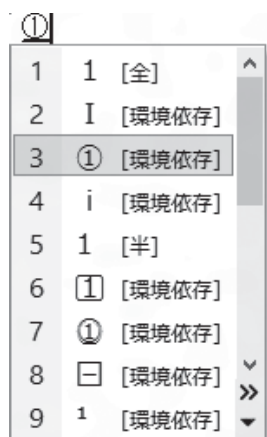 ①
1 1 [全]
2 Ⅰ [環境依存]
3 ① [環境依存]
4 ⅰ [環境依存]
5 1 [半]
6 1️ [環境依存]
7 ⓵ [環境依存]
8 ㊀ [環境依存]
9 ¹ [環境依存]